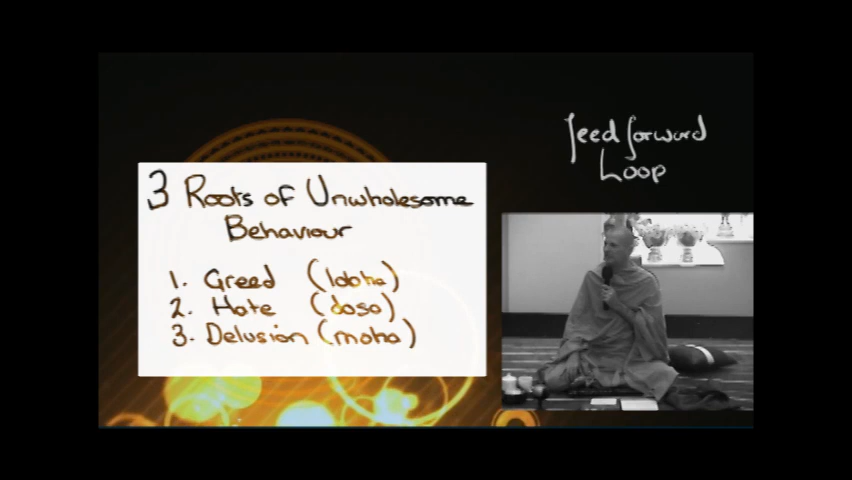 3 Roots of Unwholesome
Behaviour
1. Greed (lobha)
2. Hate (dosa)
3. Delusion (moha)
feed forward
Loop